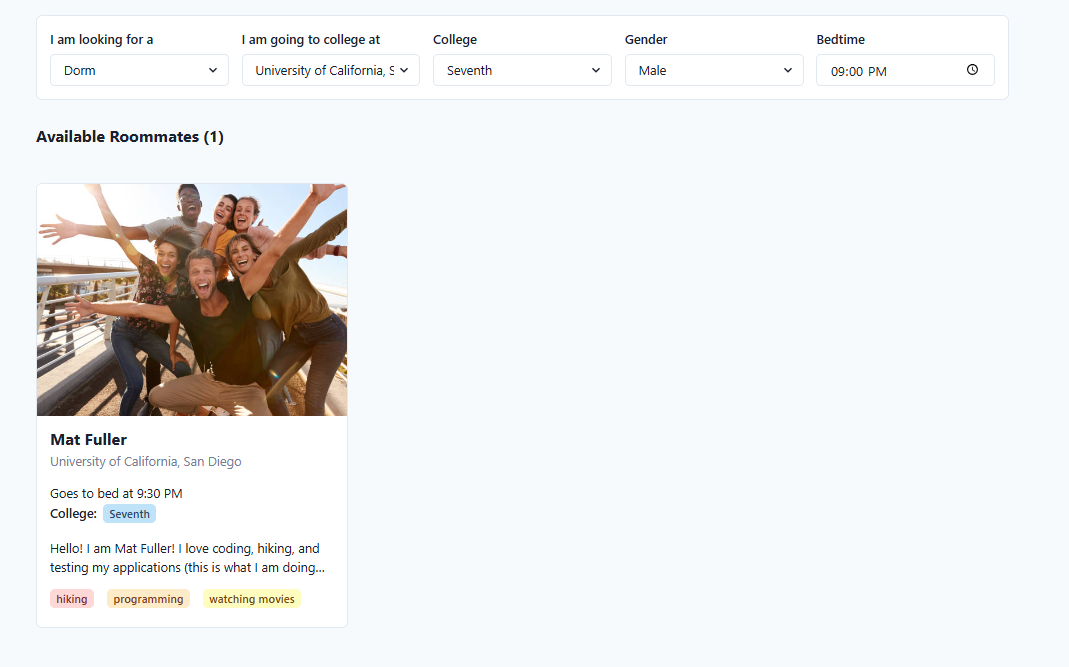 I am looking for a
I am going to college at
College
Gender
Bedtime
Dorm
University of California, S
Seventh
Male
09:00 PM
Available Roommates (1)
Mat Fuller
University of California, San Diego
Goes to bed at 9:30 PM
College: Seventh
Hello! I am Mat Fuller! I love coding, hiking, and
testing my applications (this is what I am doing...
hiking programming watching movies